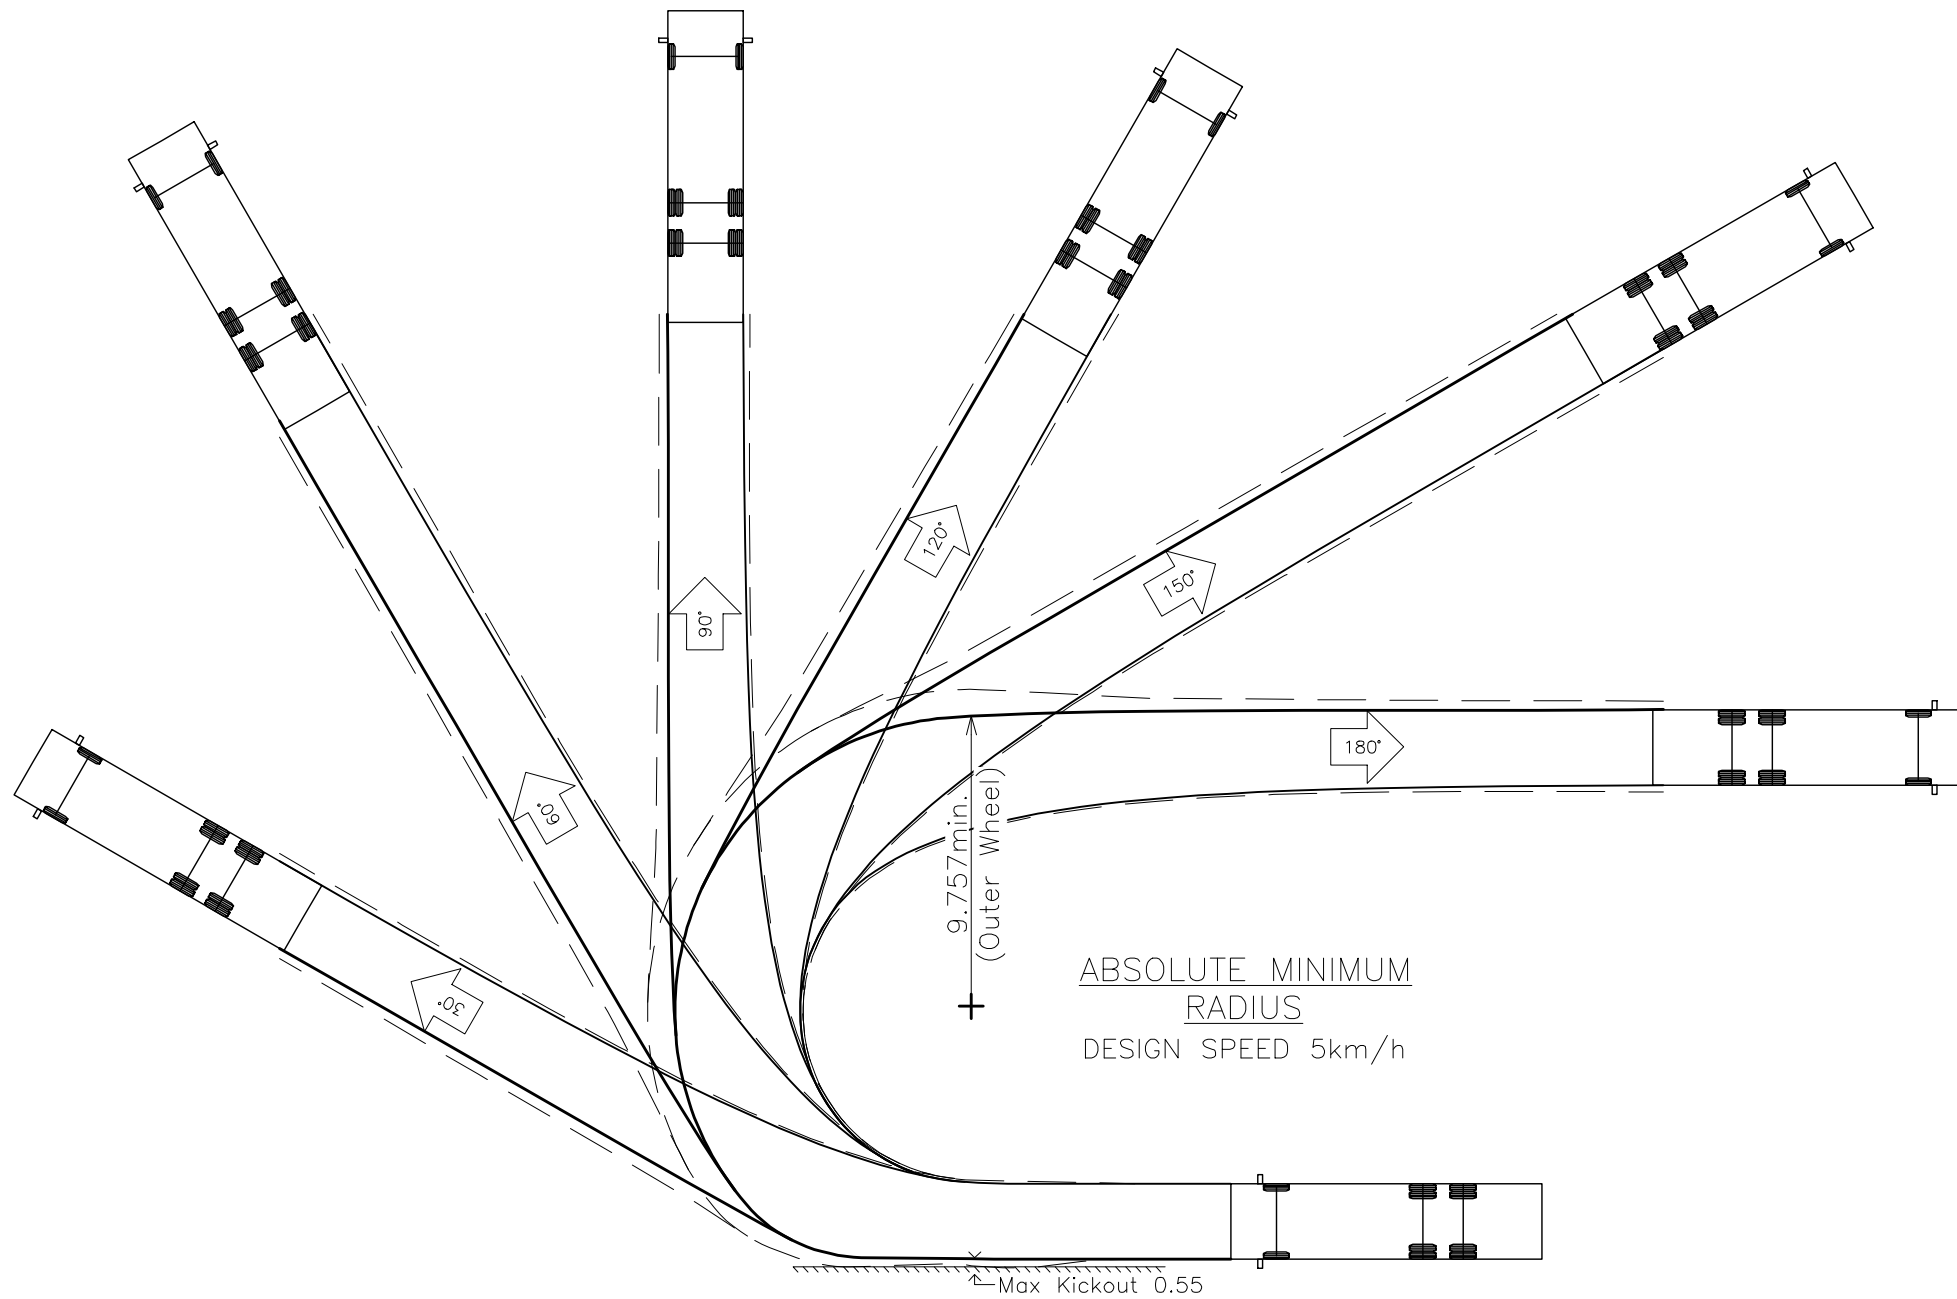 120°
150°
90°
180°
60°
30°
9.757min.
(Outer Wheel)
ABSOLUTE MINIMUM
RADIUS
DESIGN SPEED 5km/h
Max Kickout 0.55